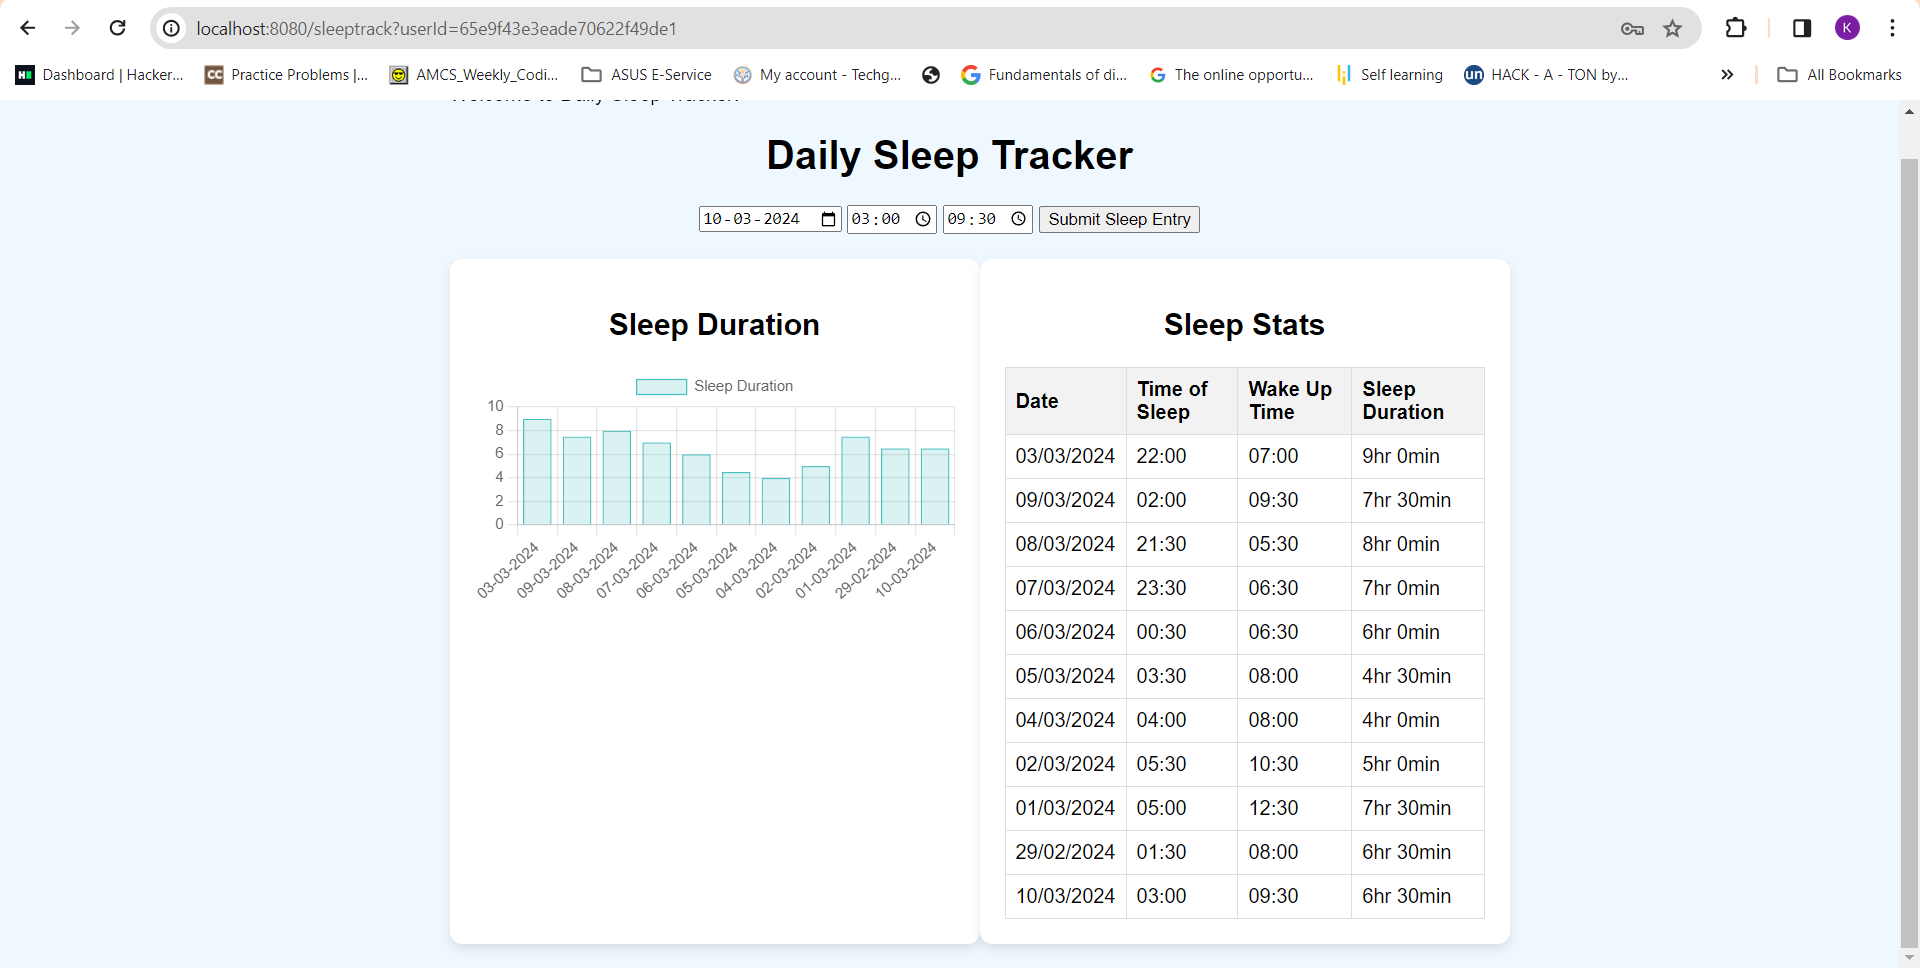 localhost:8080/sleeptrack?userId=65e9f43e3eade70622f49de1
K
Dashboard | Hacker...
CC Practice Problems |...
AMCS_Weekly_Codi...
ASUS E-Service
My account - Techg...
Fundamentals of di...
The online opportu...
Self learning
un HACK - A - TON by...
All Bookmarks
Welcome to Daily Sleep Tracker!
Daily Sleep Tracker
10-03-2024 03:00 09:30 Submit Sleep Entry
Sleep Duration
Sleep Duration
10
8
6
4
2
0
03-03-2024
09-03-2024
08-03-2024
07-03-2024
06-03-2024
05-03-2024
04-03-2024
02-03-2024
01-03-2024
29-02-2024
10-03-2024
Sleep Stats
Date Time of Sleep Wake Up Time Sleep Duration
03/03/2024 22:00 07:00 9hr 0min
09/03/2024 02:00 09:30 7hr 30min
08/03/2024 21:30 05:30 8hr 0min
07/03/2024 23:30 06:30 7hr 0min
06/03/2024 00:30 06:30 6hr 0min
05/03/2024 03:30 08:00 4hr 30min
04/03/2024 04:00 08:00 4hr 0min
02/03/2024 05:30 10:30 5hr 0min
01/03/2024 05:00 12:30 7hr 30min
29/02/2024 01:30 08:00 6hr 30min
10/03/2024 03:00 09:30 6hr 30min